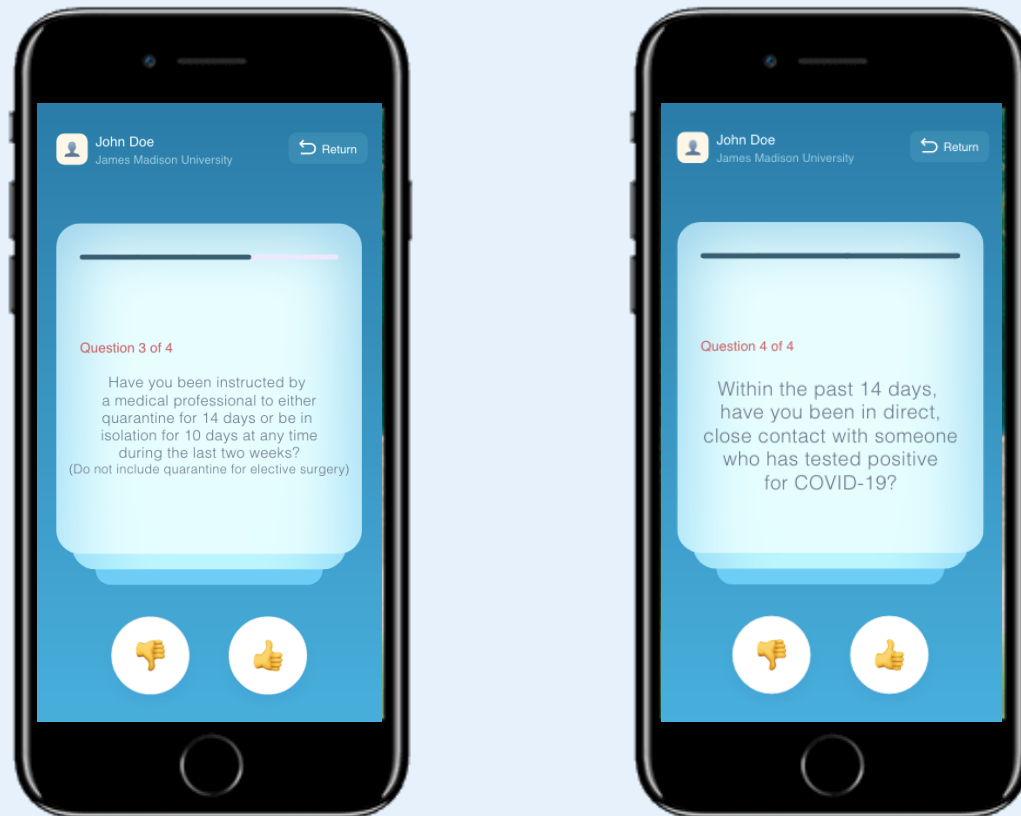 John Doe
James Madison University
Return
Question 3 of 4
Have you been instructed by
a medical professional to either
quarantine for 14 days or be in
isolation for 10 days at any time
during the last two weeks?
(Do not include quarantine for elective surgery)
John Doe
James Madison University
Return
Question 4 of 4
Within the past 14 days,
have you been in direct,
close contact with someone
who has tested positive
for COVID-19?